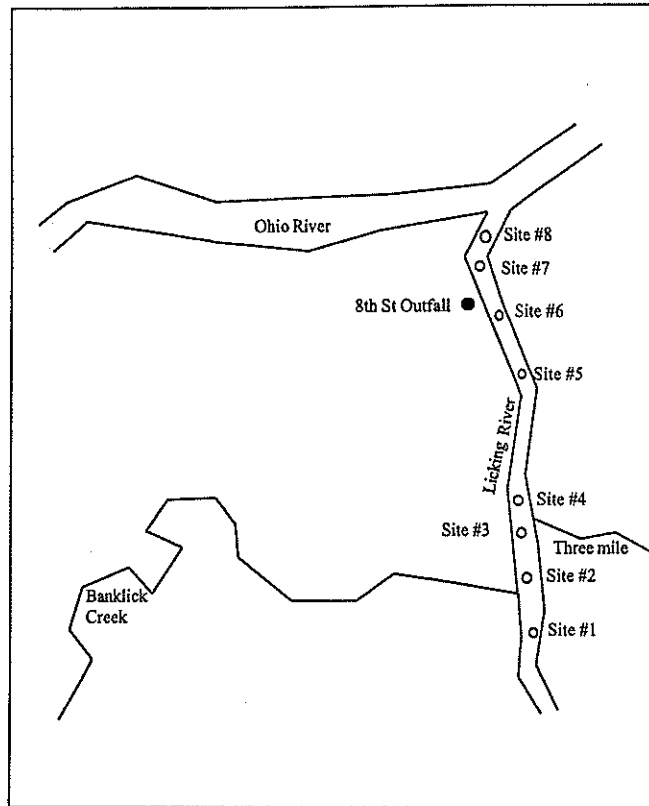 Ohio River
Site #8
Site #7
8th St Outfall
Site #6
Site #5
Licking River
Site #4
Site #3
Three mile
Site #2
Banklick
Creek
Site #1